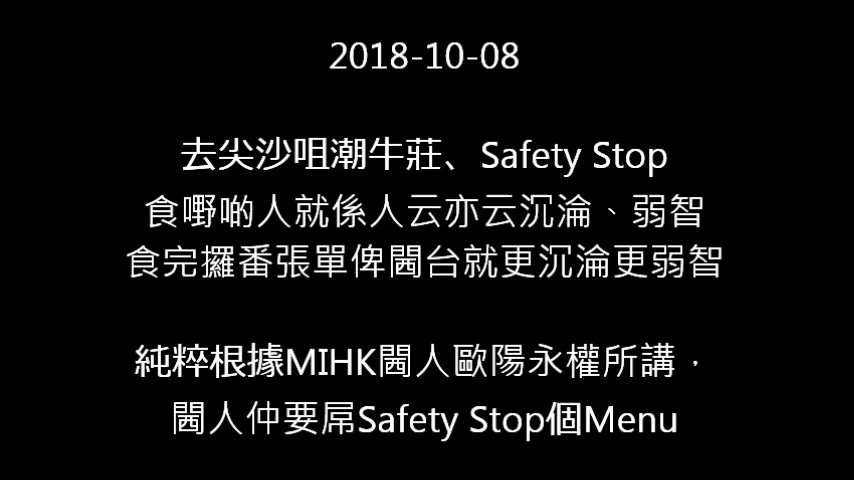 2018-10-08
去尖沙咀潮牛莊、Safety Stop
食嘢啲人就係人云亦云沉淪、弱智
食完攞番張單俾閪台就更沉淪更弱智
純粹根據MIHK閪人歐陽永權所講，
閪人仲要屌Safety Stop個Menu